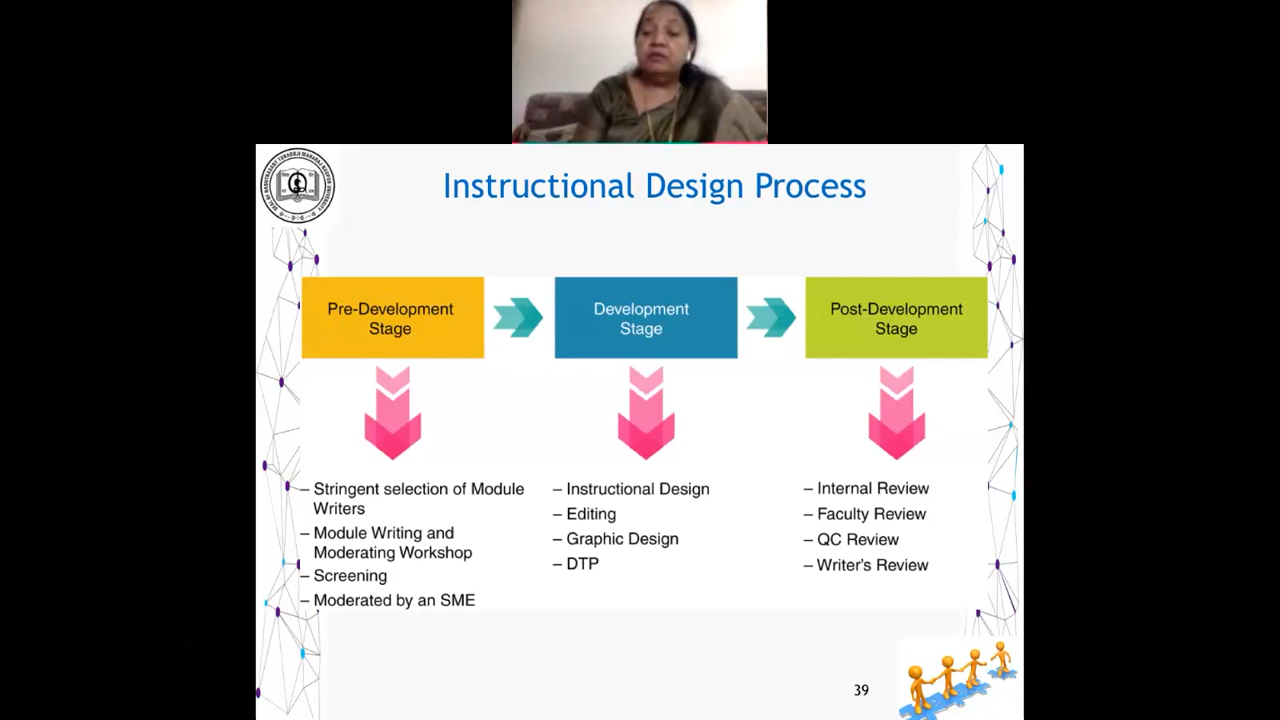 Instructional Design Process
Pre-Development
Stage
Development
Stage
Post-Development
Stage
– Stringent selection of Module
Writers
– Module Writing and
Moderating Workshop
– Screening
– Moderated by an SME
– Instructional Design
– Editing
– Graphic Design
– DTP
– Internal Review
– Faculty Review
– QC Review
– Writer's Review
39